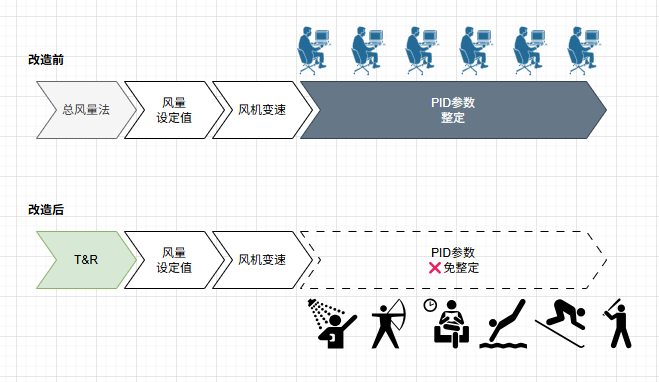 改造前
总风量法
风量
设定值
风机变速
PID参数
整定
改造后
T&R
风量
设定值
风机变速
PID参数
❌免整定